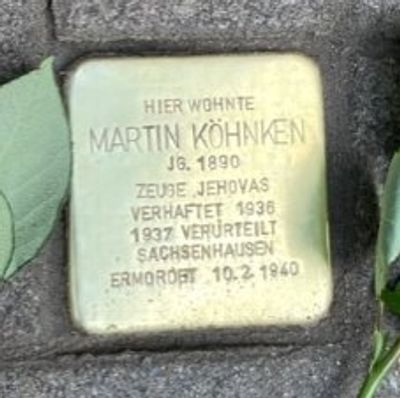 HIER WOHNTE
MARTIN KÖHNKEN
JG. 1890
ZEUGE JEHOVAS
VERHAFTET 1936
1937 VERURTEILT
SACHSENHAUSEN
ERMORDET 10.2.1940